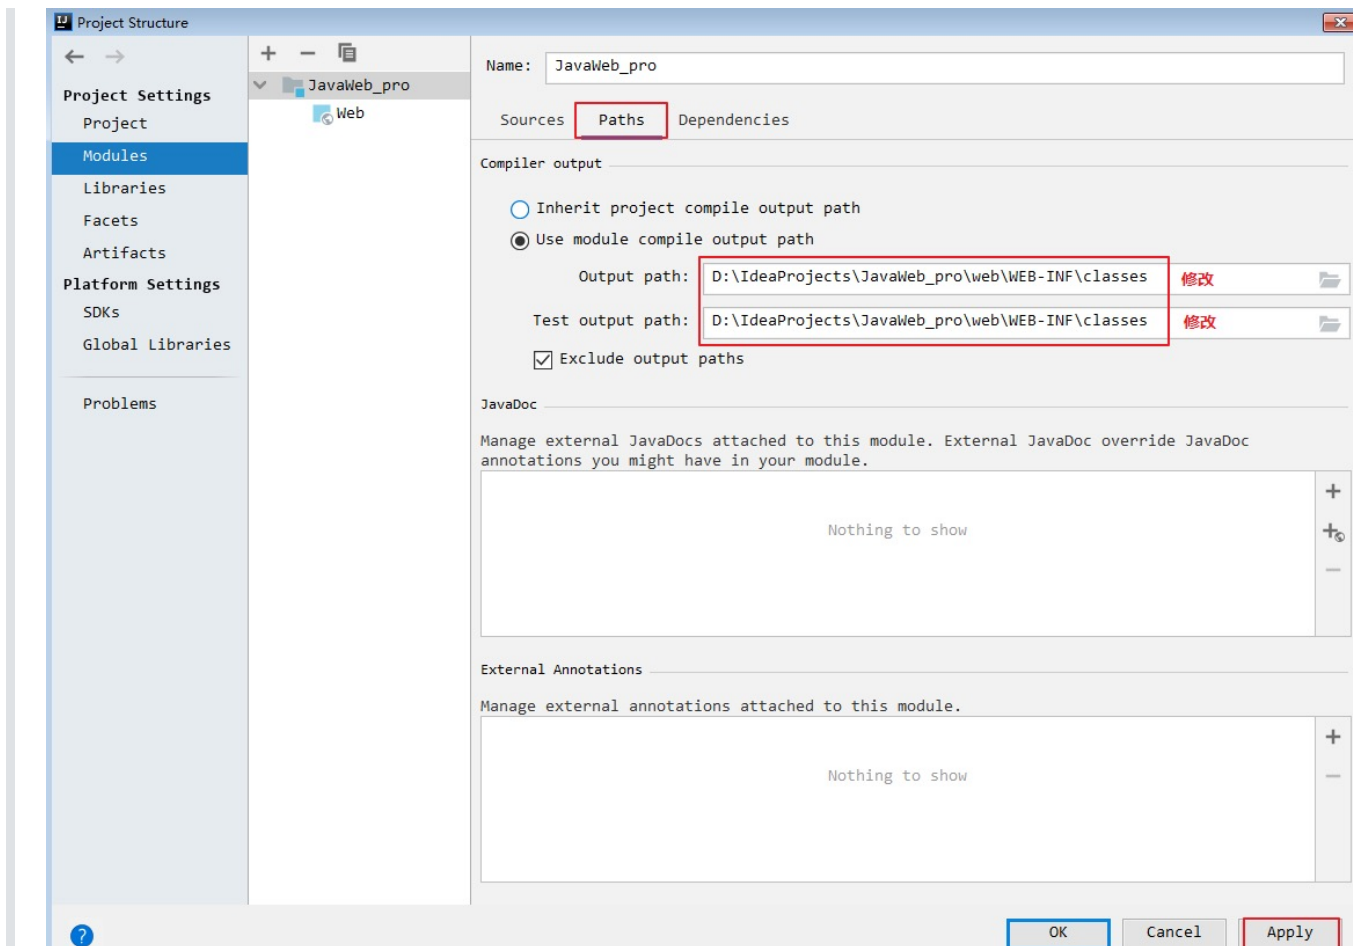 Project Structure
Project Settings
Project
Modules
Libraries
Facets
Artifacts
Platform Settings
SDKs
Global Libraries
Problems
JavaWeb_pro
Web
Name: JavaWeb_pro
Sources Paths Dependencies
Compiler output
Inherit project compile output path
Use module compile output path
Output path: D:\IdeaProjects\JavaWeb_pro\web\WEB-INF\classes 修改
Test output path: D:\IdeaProjects\JavaWeb_pro\web\WEB-INF\classes 修改
Exclude output paths
JavaDoc
Manage external JavaDocs attached to this module. External JavaDoc override JavaDoc
annotations you might have in your module.
Nothing to show
External Annotations
Manage external annotations attached to this module.
Nothing to show
OK Cancel Apply